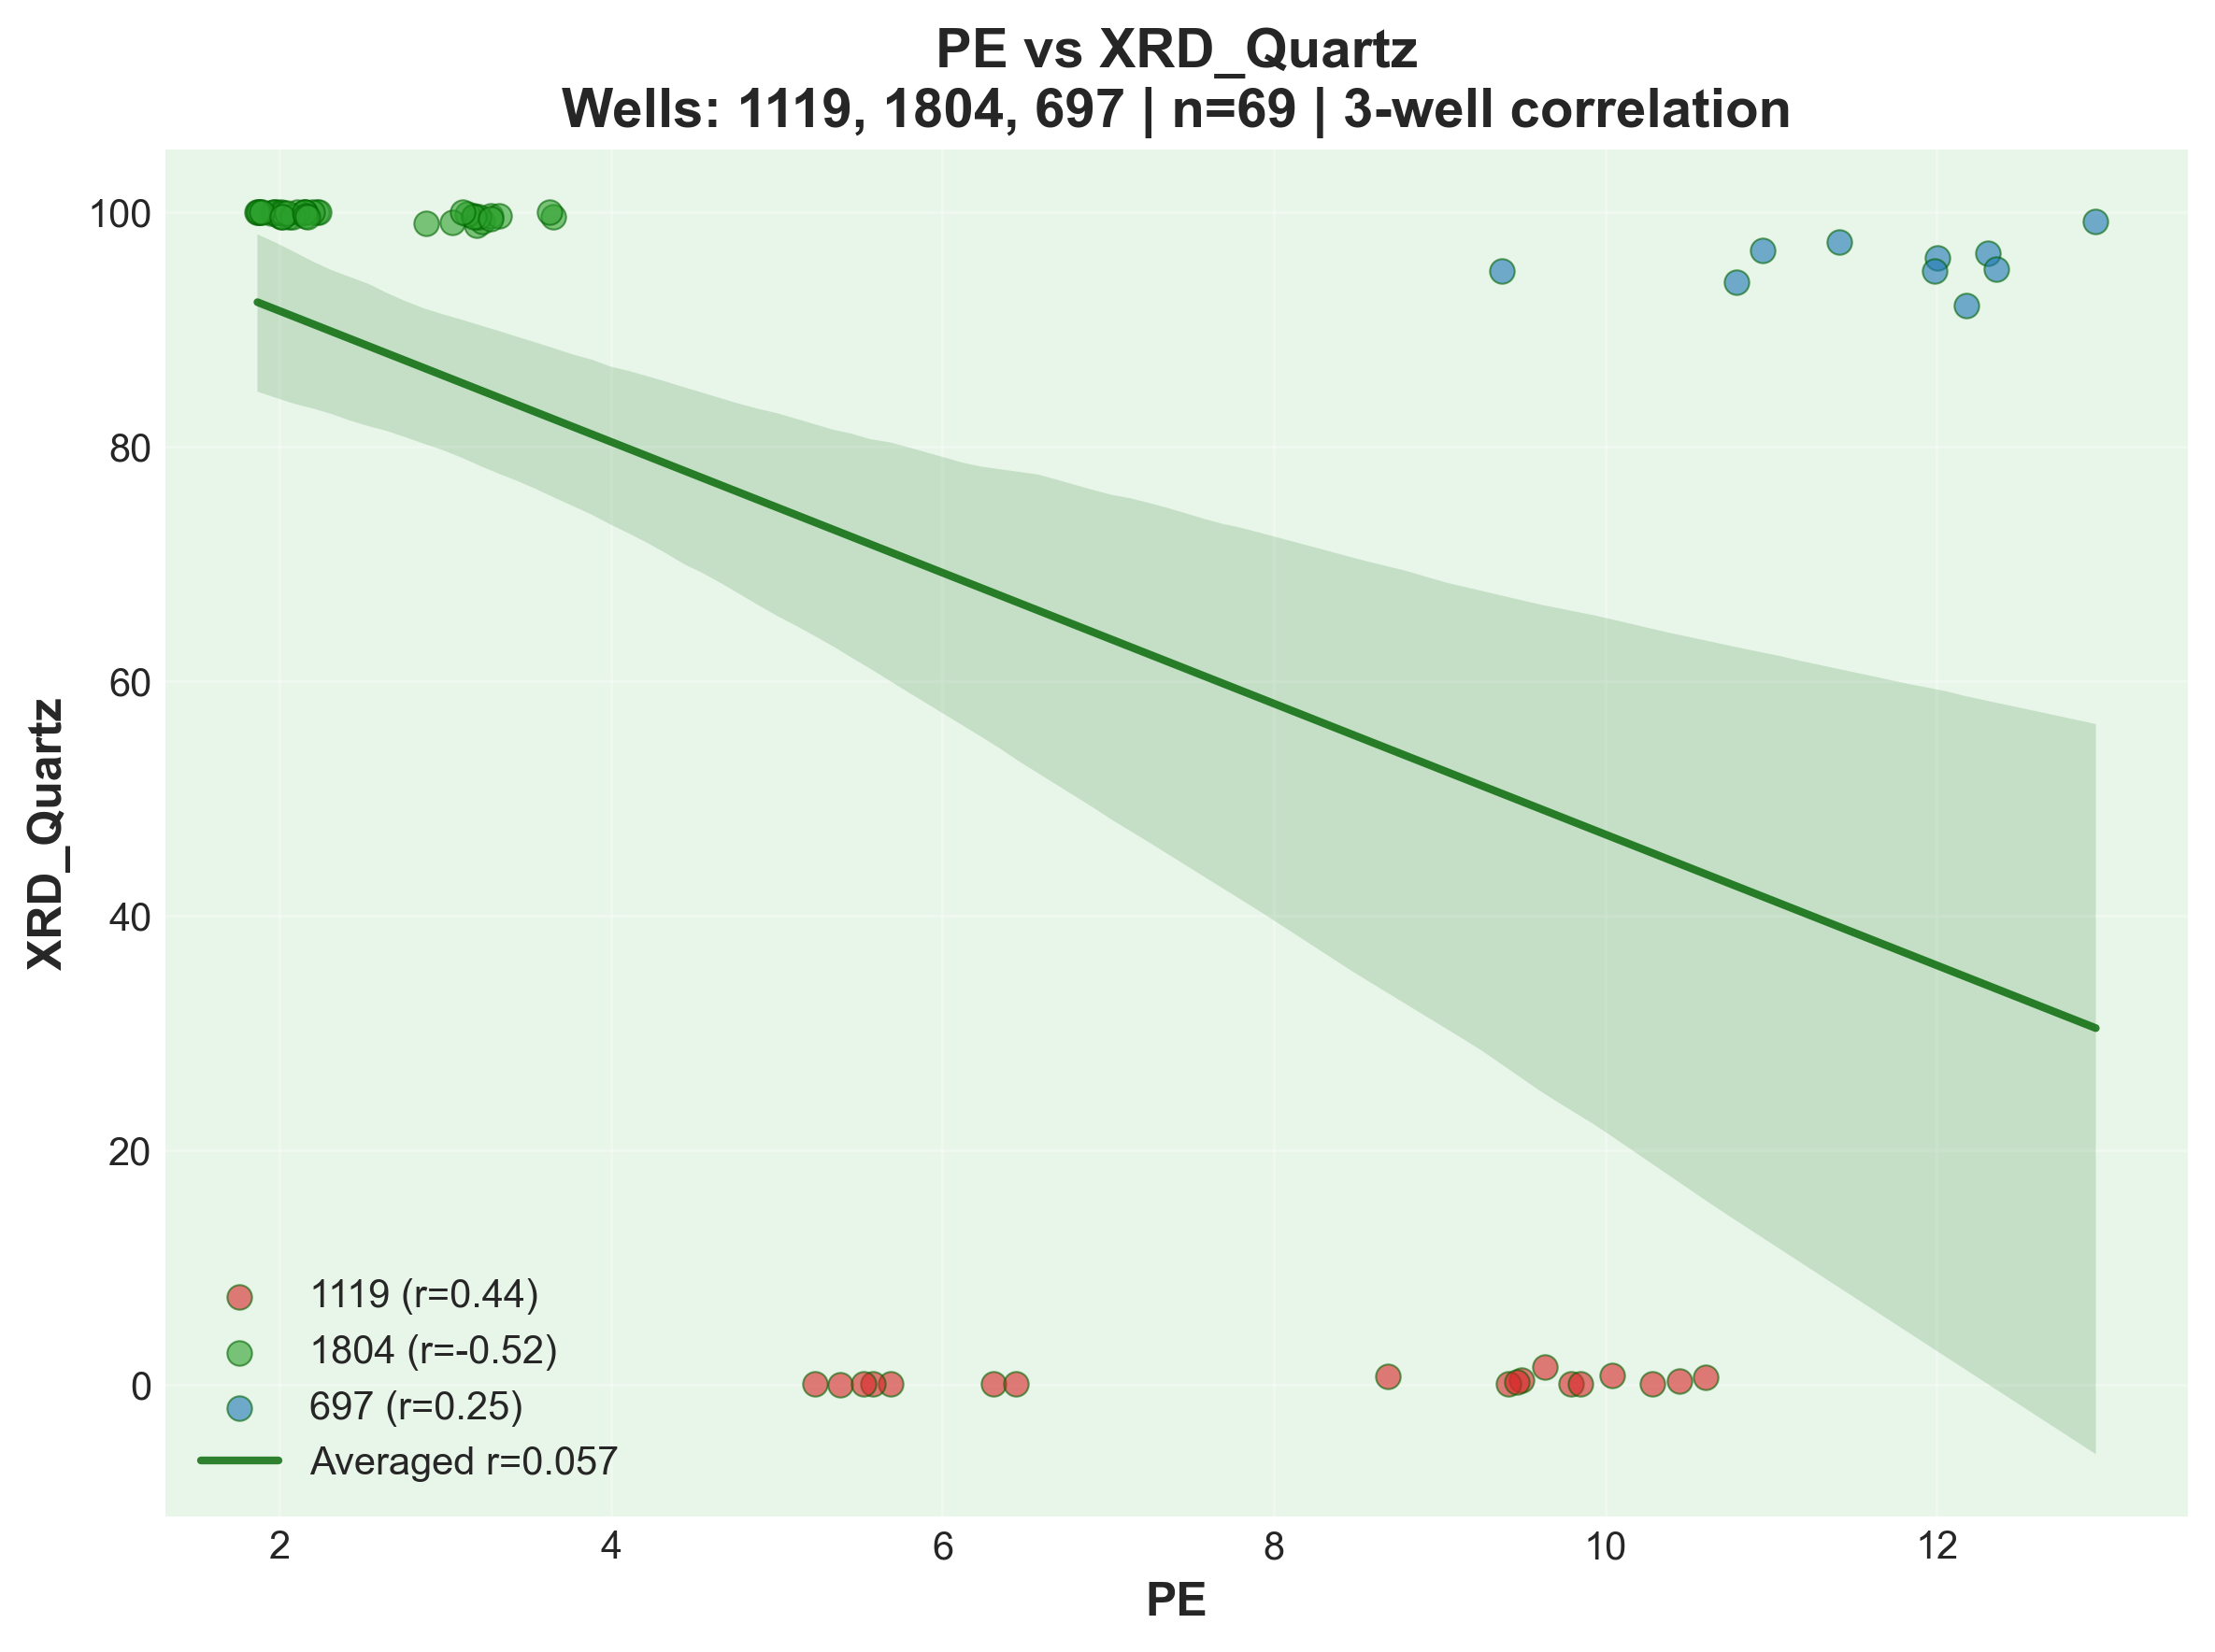 PE vs XRD_Quartz
Wells: 1119, 1804, 697 | n=69 | 3-well correlation
XRD_Quartz
100
80
60
40
20
0
1119 (r=0.44)
1804 (r=-0.52)
697 (r=0.25)
Averaged r=0.057
2 4 6 8 10 12
PE